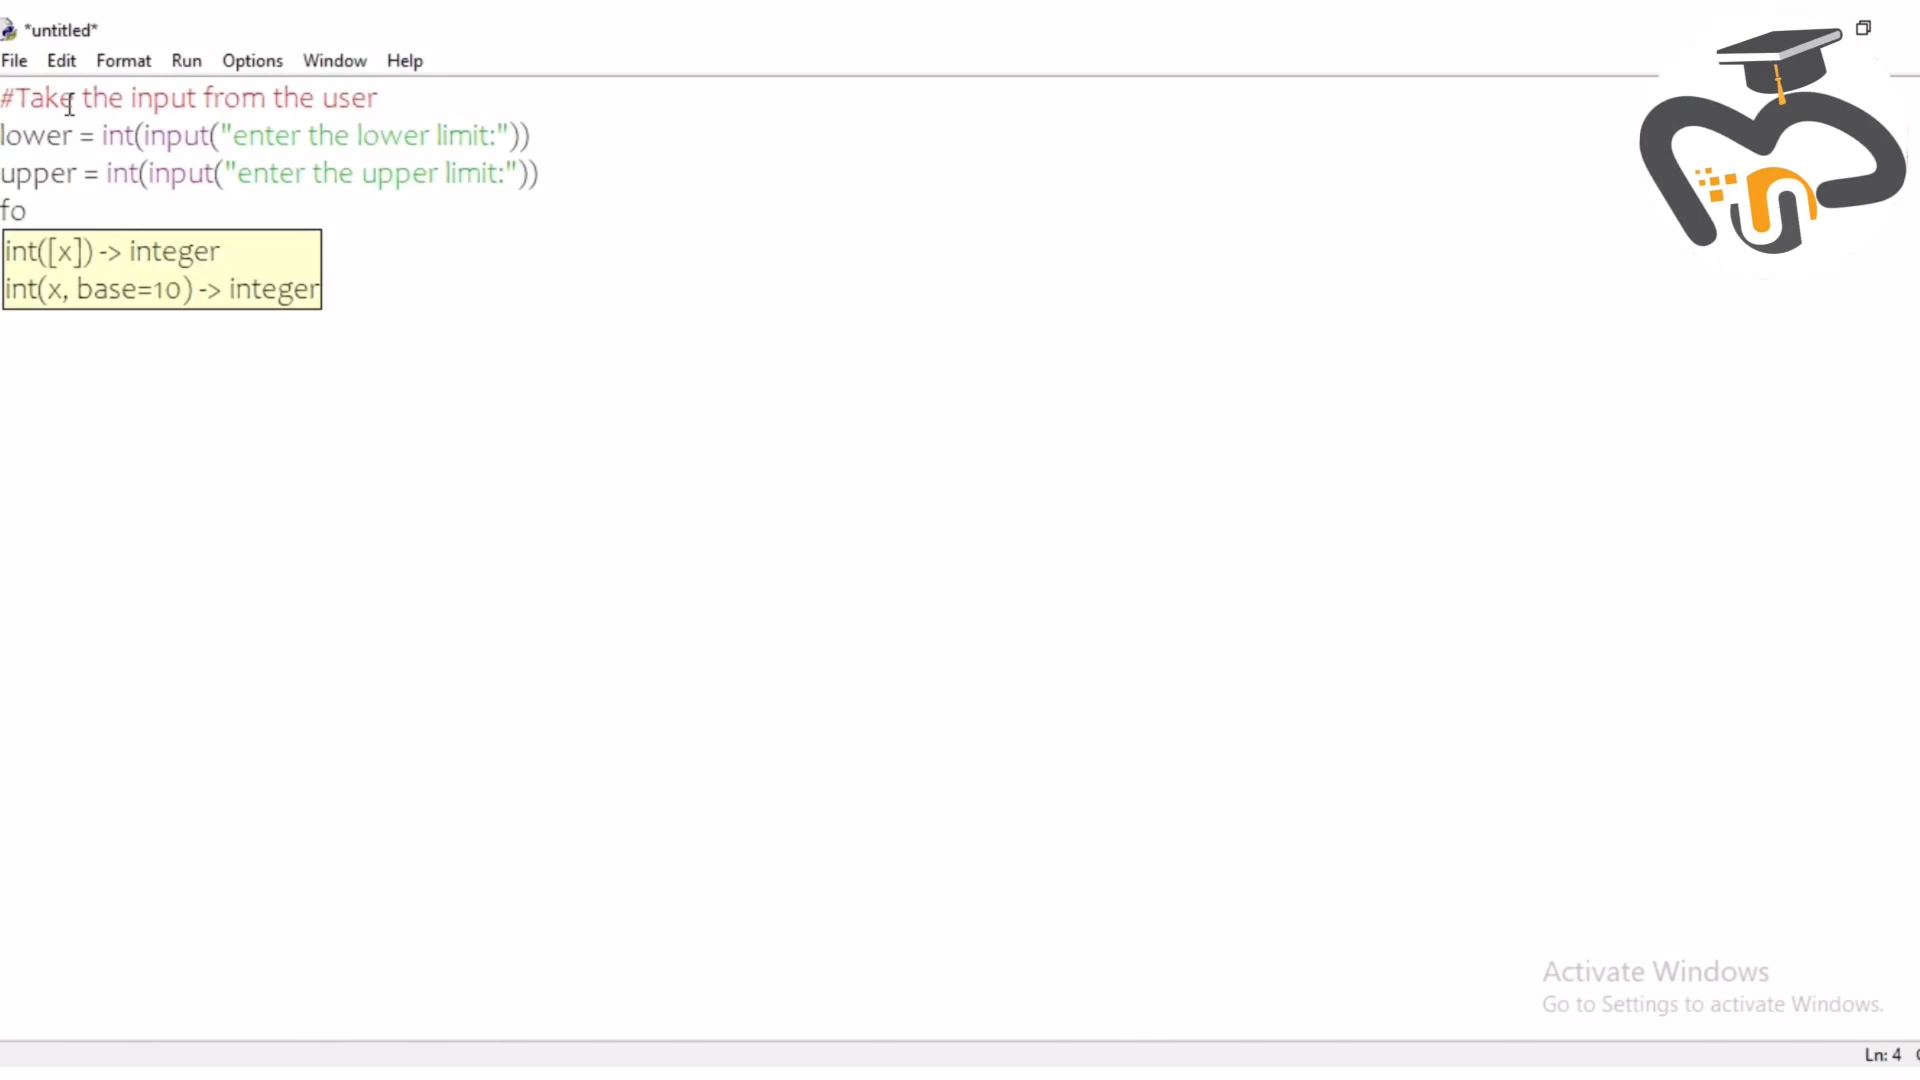 *untitled*
File Edit Format Run Options Window Help
#Take the input from the user
lower = int(input("enter the lower limit:"))
upper = int(input("enter the upper limit:"))
fo
int([x]) -> integer
int(x, base=10) -> integer
Activate Windows
Go to Settings to activate Windows.
Ln: 4